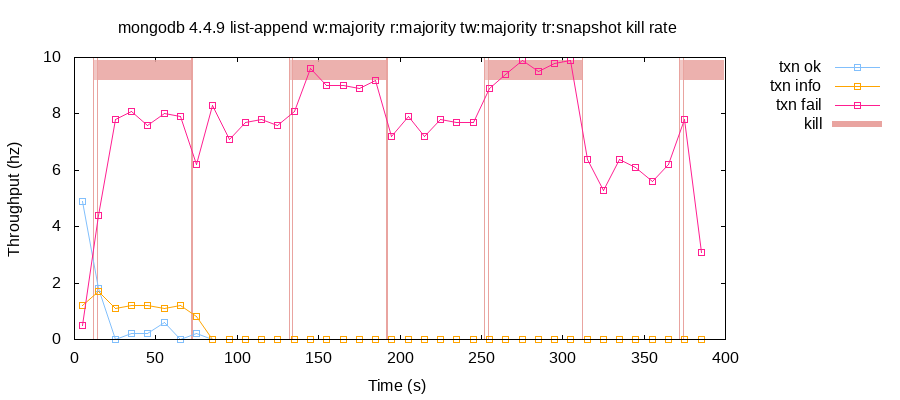 mongodb 4.4.9 list-append w:majority r:majority tw:majority tr:snapshot kill rate
10
8
6
4
2
0
Throughput (hz)
0 50 100 150 200 250 300 350 400
Time (s)
txn ok
txn info
txn fail
kill